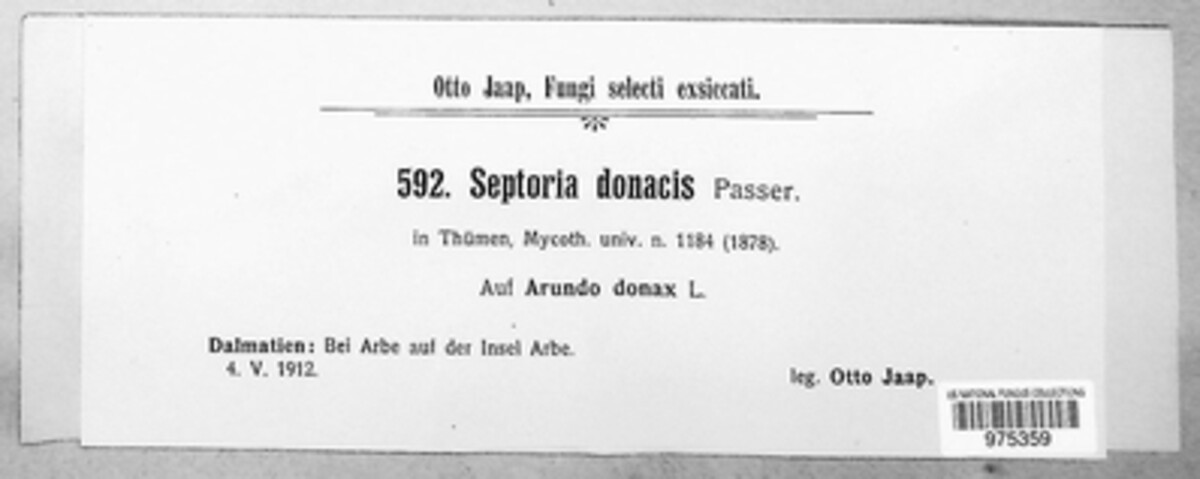 Otto Jaap, Fungi selecti exsiccati.
592. Septoria donacis Passer.
in Thümen, Mycoth. univ. n. 1184 (1878).
Auf Arundo donax L.
Dalmatien: Bei Arbe auf der Insel Arbe.
4. V. 1912.
leg. Otto Jaap.
US NATIONAL FUNGUS COLLECTIONS
975359